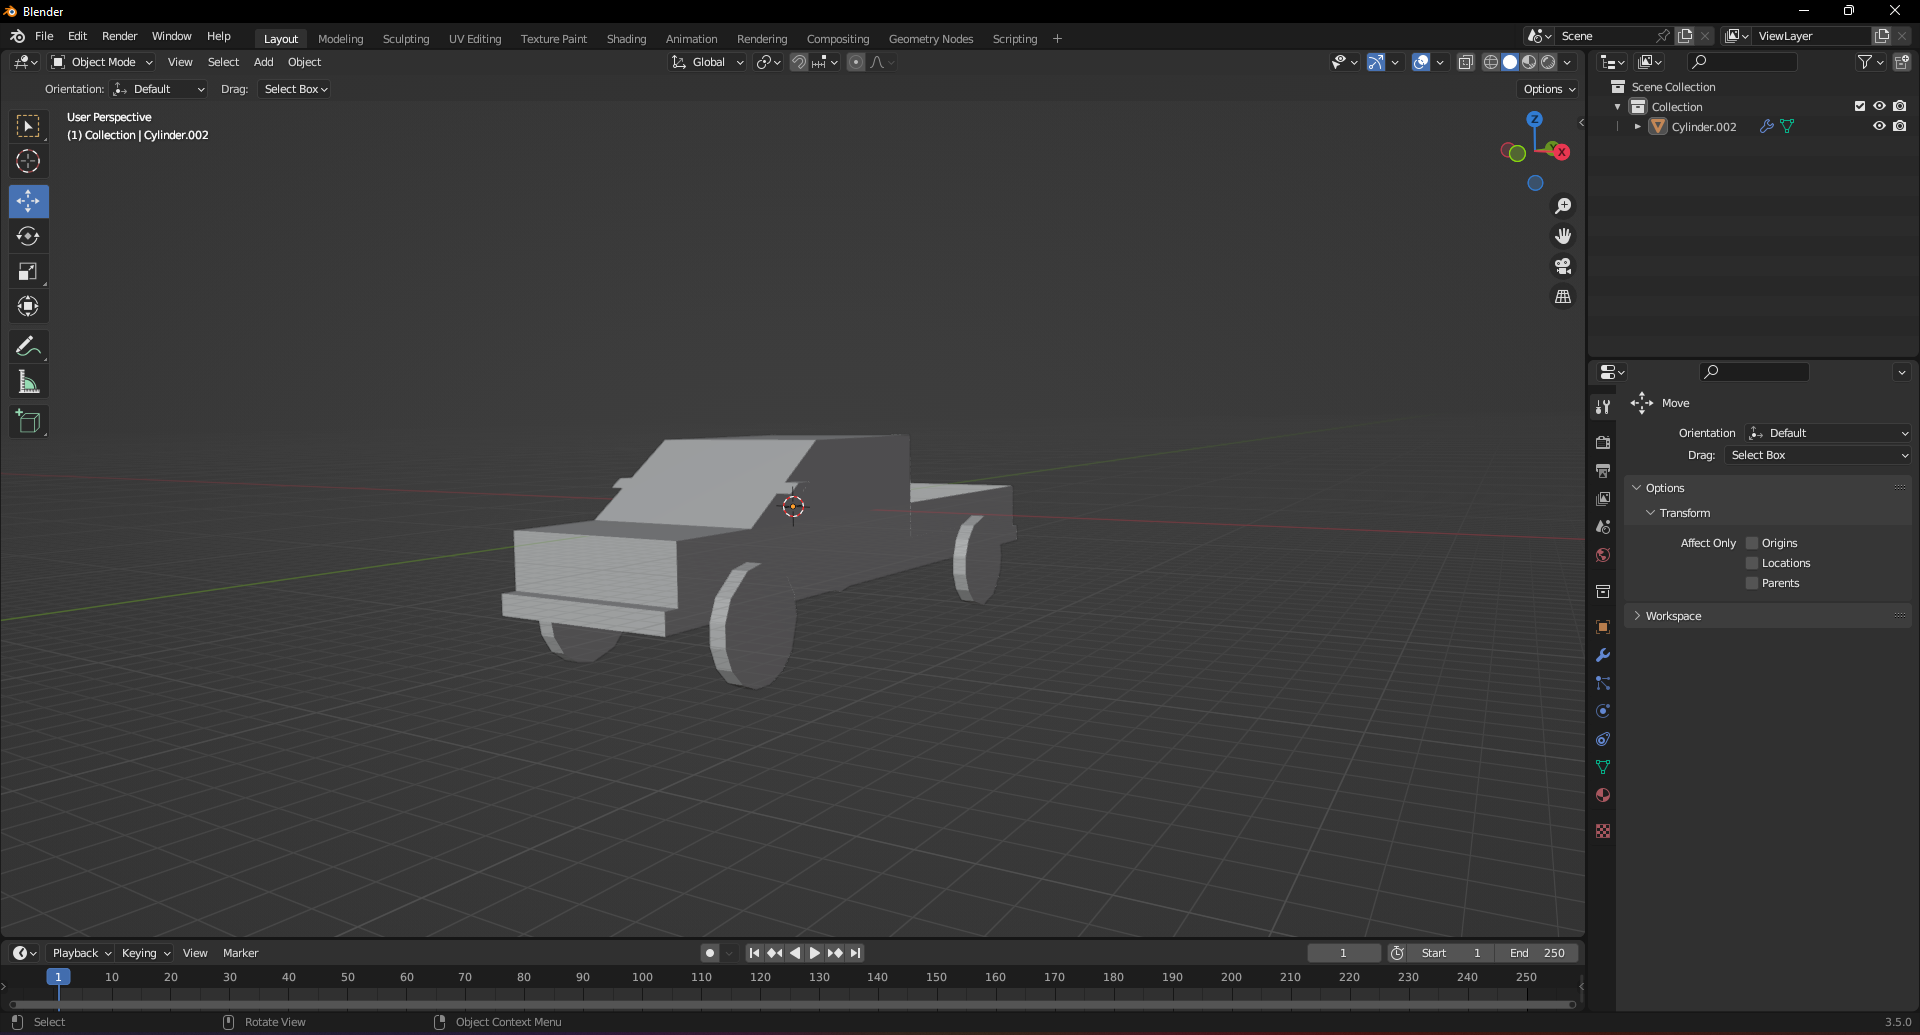 Blender
File Edit Render Window Help Layout Modeling Sculpting UV Editing Texture Paint Shading Animation Rendering Compositing Geometry Nodes Scripting + Scene ViewLayer
Object Mode View Select Add Object Global
Orientation: Default Drag: Select Box Options
User Perspective
(1) Collection | Cylinder.002
Z
Y
X
Scene Collection
Collection
Cylinder.002
Move
Orientation Default
Drag: Select Box
Options
Transform
Affect Only Origins
Locations
Parents
Workspace
Playback Keying View Marker 1 Start 1 End 250
1 10 20 30 40 50 60 70 80 90 100 110 120 130 140 150 160 170 180 190 200 210 220 230 240 250
Select Rotate View Object Context Menu 3.5.0